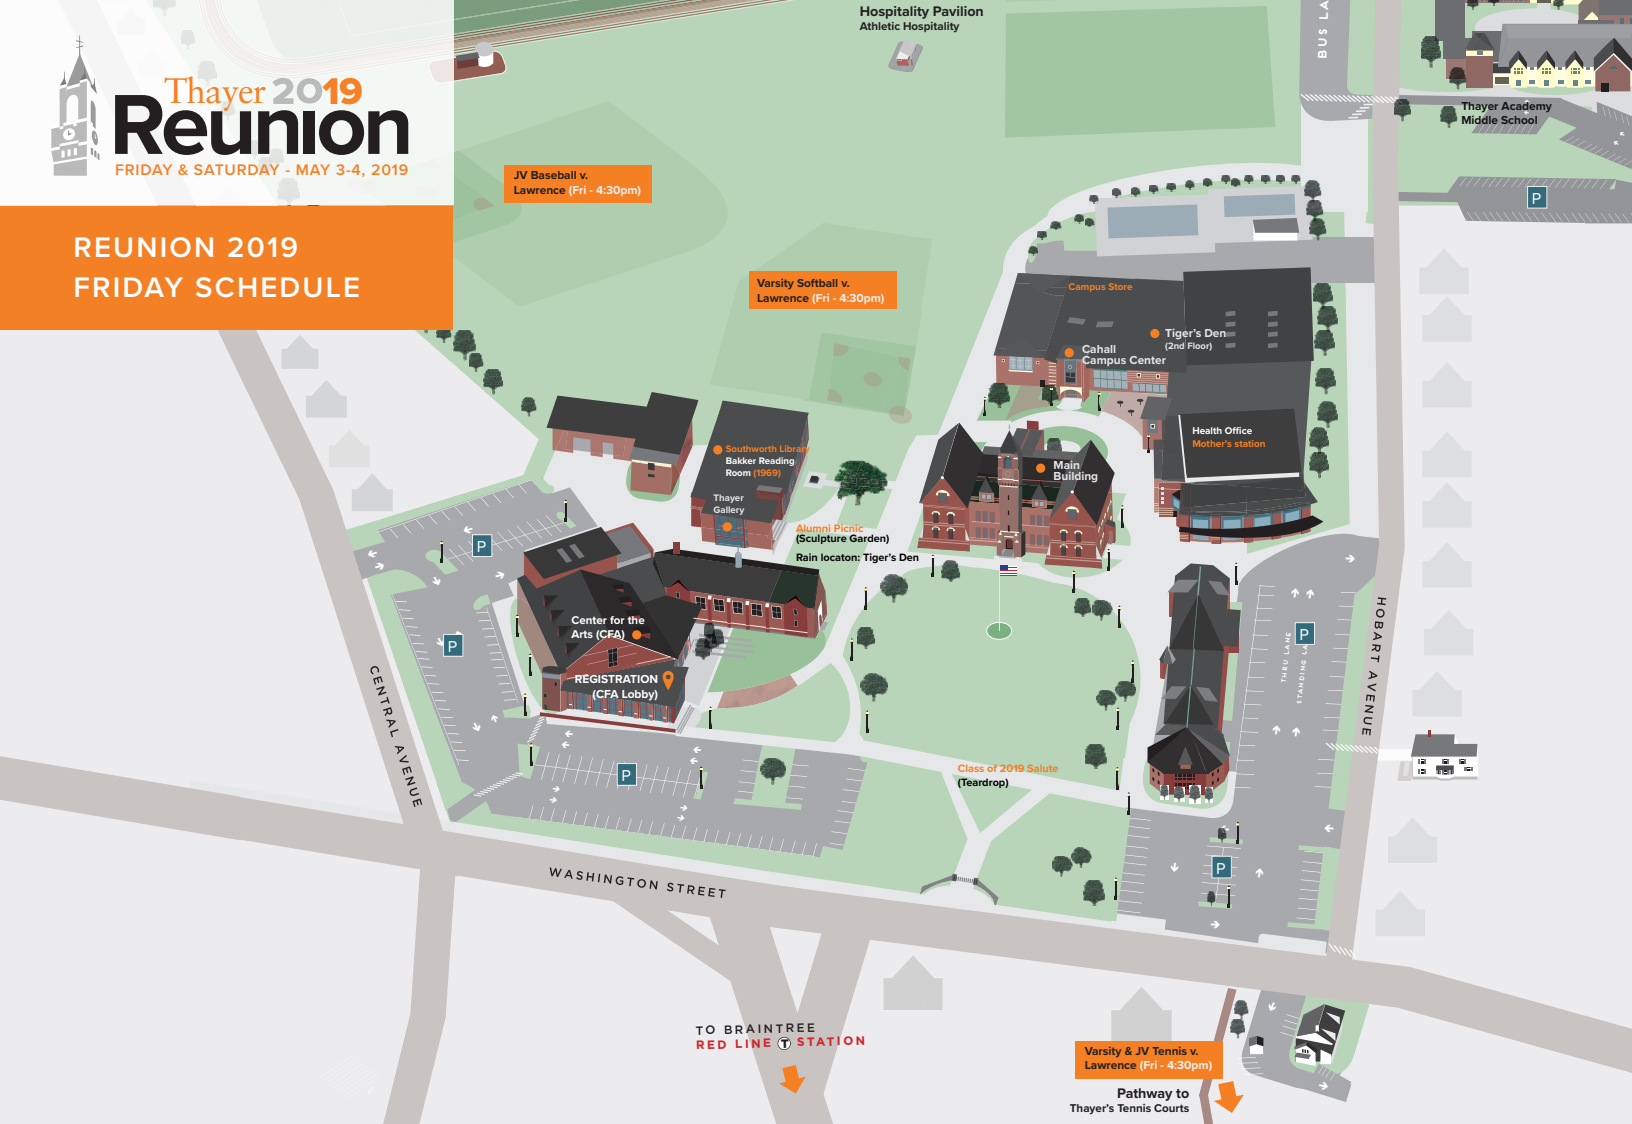 Thayer 2019
Reunion
FRIDAY & SATURDAY - MAY 3-4, 2019
REUNION 2019
FRIDAY SCHEDULE
Hospitality Pavilion
Athletic Hospitality
BUS LA
Thayer Academy
Middle School
P
JV Baseball v.
Lawrence (Fri - 4:30pm)
Varsity Softball v.
Lawrence (Fri - 4:30pm)
Campus Store
Tiger's Den
(2nd Floor)
Cahall
Campus Center
Health Office
Mother's station
Main
Building
Southworth Library
Bakker Reading
Room (1969)
Thayer
Gallery
Alumni Picnic
(Sculpture Garden)
Rain locaton: Tiger's Den
P
P
Center for the
Arts (CFA)
REGISTRATION
(CFA Lobby)
P
P
THRU LANE
STANDING LA
HOBART AVENUE
CENTRAL AVENUE
Class of 2019 Salute
(Teardrop)
P
WASHINGTON STREET
TO BRAINTREE
RED LINE T STATION
Varsity & JV Tennis v.
Lawrence (Fri - 4:30pm)
Pathway to
Thayer's Tennis Courts